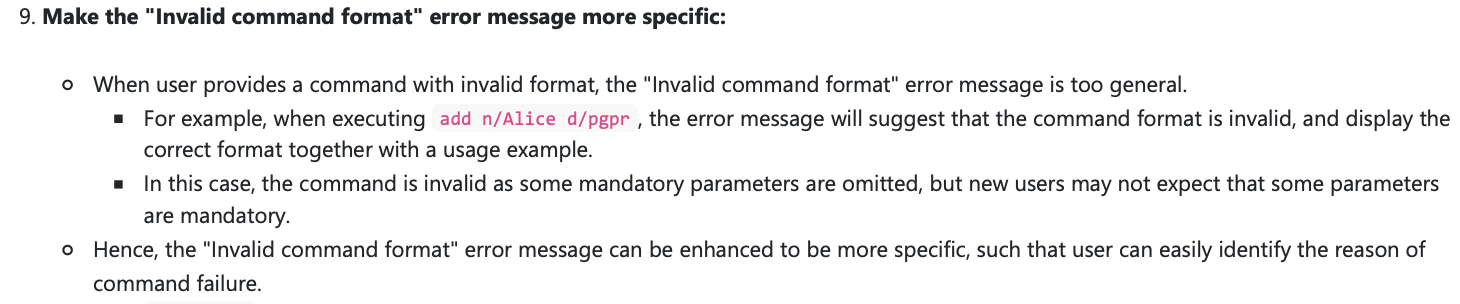 9. Make the "Invalid command format" error message more specific:
When user provides a command with invalid format, the "Invalid command format" error message is too general.
For example, when executing add n/Alice d/pgpr , the error message will suggest that the command format is invalid, and display the
correct format together with a usage example.
In this case, the command is invalid as some mandatory parameters are omitted, but new users may not expect that some parameters
are mandatory.
Hence, the "Invalid command format" error message can be enhanced to be more specific, such that user can easily identify the reason of
command failure.